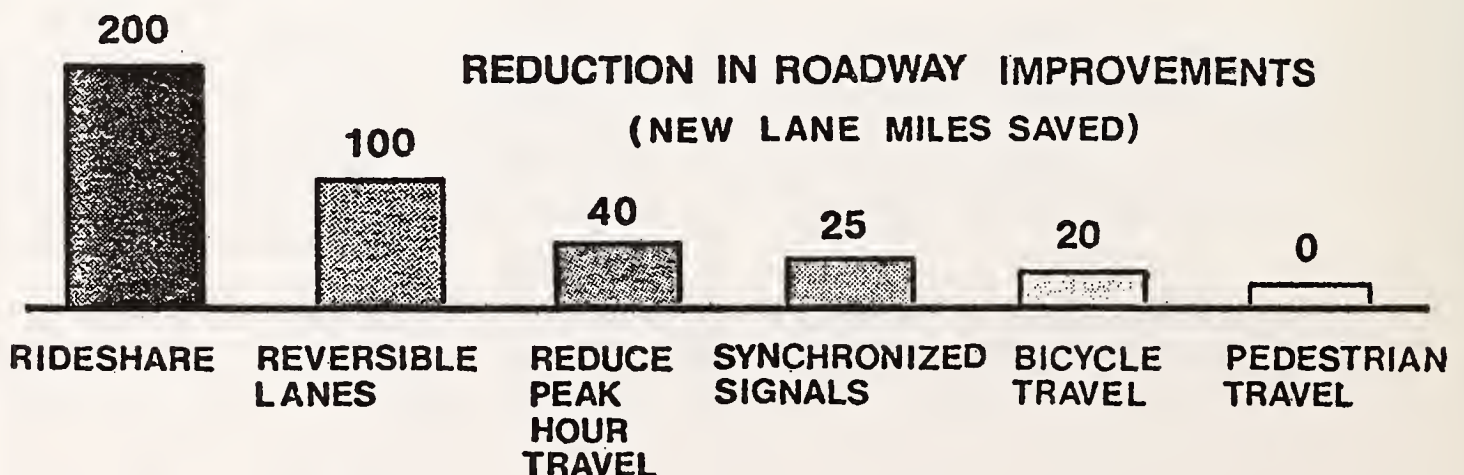 200
REDUCTION IN ROADWAY IMPROVEMENTS
(NEW LANE MILES SAVED)
100
40
25
20
0
RIDESHARE
REVERSIBLE
LANES
REDUCE
PEAK
HOUR
TRAVEL
SYNCHRONIZED
SIGNALS
BICYCLE
TRAVEL
PEDESTRIAN
TRAVEL